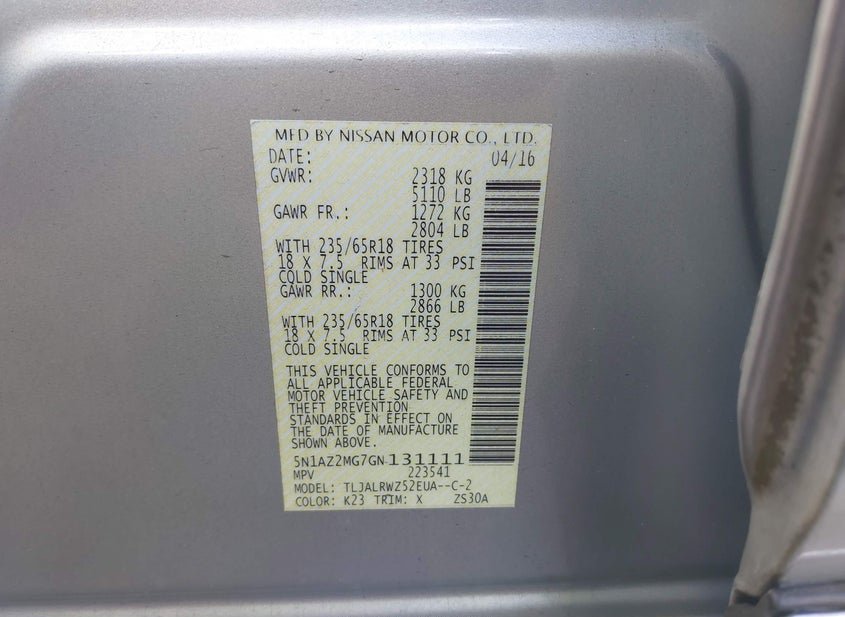 MFD BY NISSAN MOTOR CO., LTD.
DATE: 04/16
GVWR: 2318 KG
5110 LB
GAWR FR.: 1272 KG
2804 LB
WITH 235/65R18 TIRES
18 X 7.5 RIMS AT 33 PSI
COLD SINGLE
GAWR RR.: 1300 KG
2866 LB
WITH 235/65R18 TIRES
18 X 7.5 RIMS AT 33 PSI
COLD SINGLE
THIS VEHICLE CONFORMS TO
ALL APPLICABLE FEDERAL
MOTOR VEHICLE SAFETY AND
THEFT PREVENTION
STANDARDS IN EFFECT ON
THE DATE OF MANUFACTURE
SHOWN ABOVE.
5N1AZ2MG7GN131111
MPV 223541
MODEL: TLJALRWZ52EUA--C-2
COLOR: K23 TRIM: X ZS30A